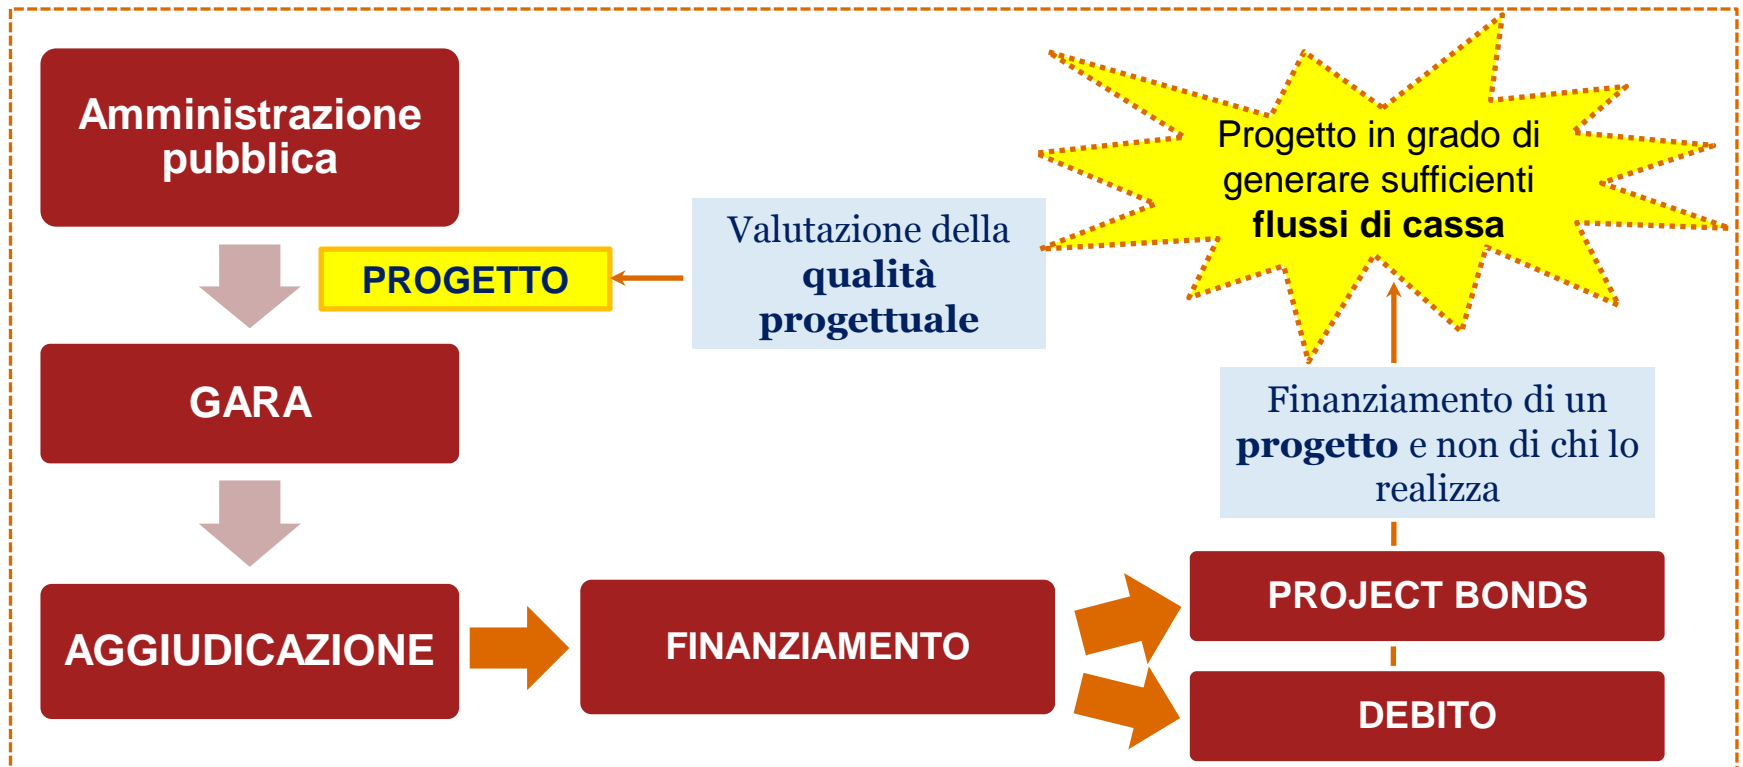 Amministrazione
pubblica
PROGETTO
Valutazione della
qualità
progettuale
Progetto in grado di
generare sufficienti
flussi di cassa
GARA
Finanziamento di un
progetto e non di chi lo
realizza
AGGIUDICAZIONE
FINANZIAMENTO
PROJECT BONDS
DEBITO